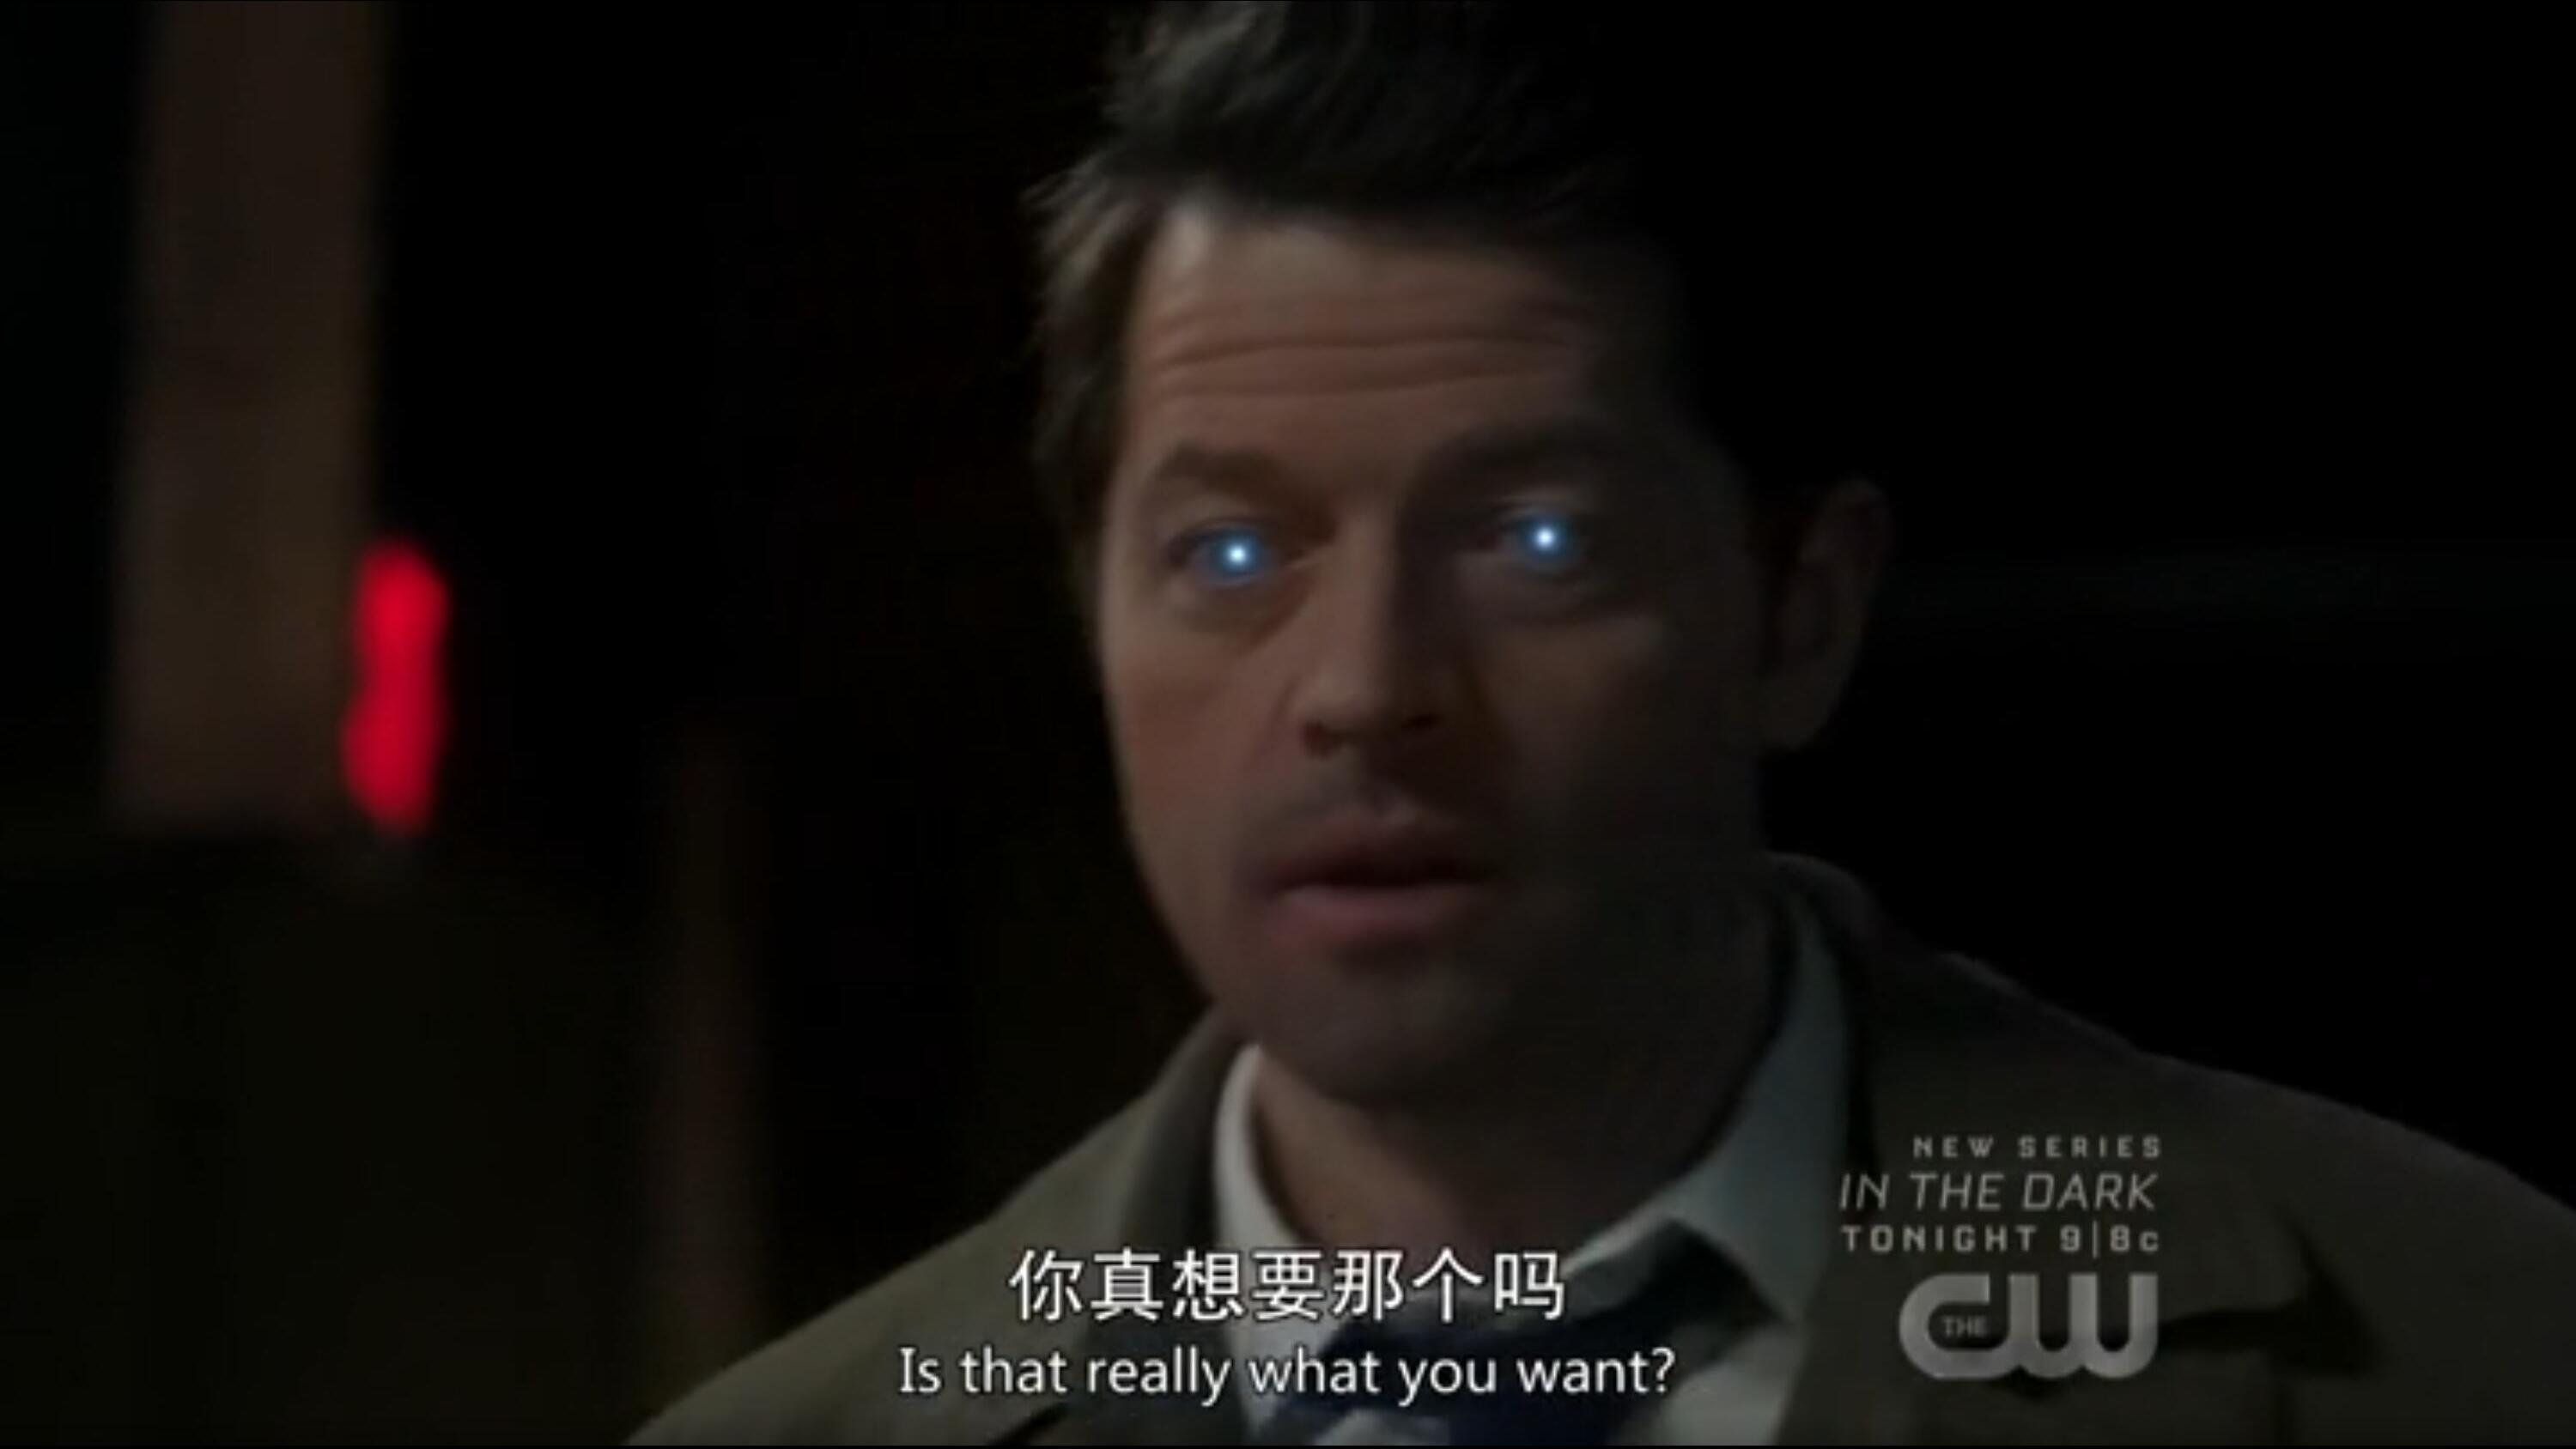 NEW SERIES
IN THE DARK
TONIGHT 9|8c
THE CW
你真想要那个吗
Is that really what you want?